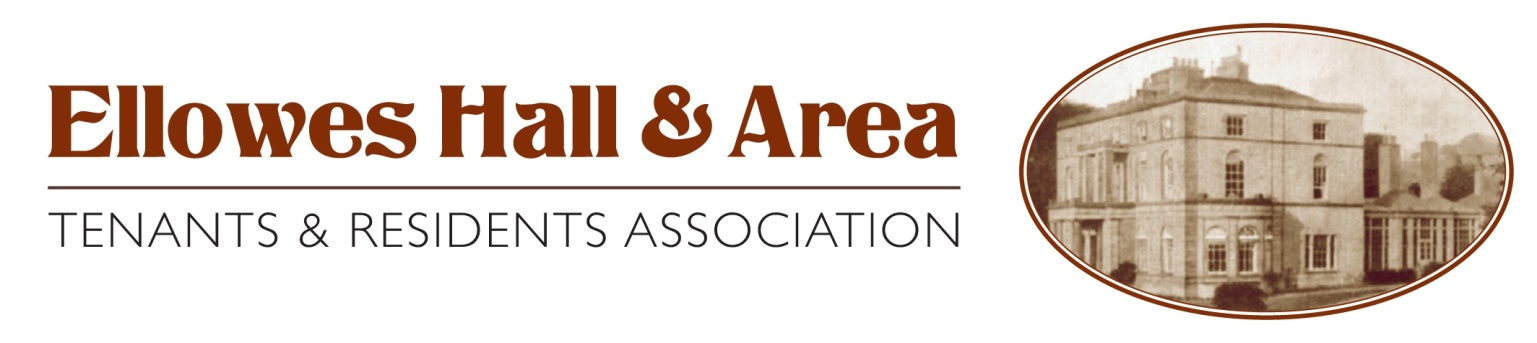 Ellowes Hall & Area
TENANTS & RESIDENTS ASSOCIATION